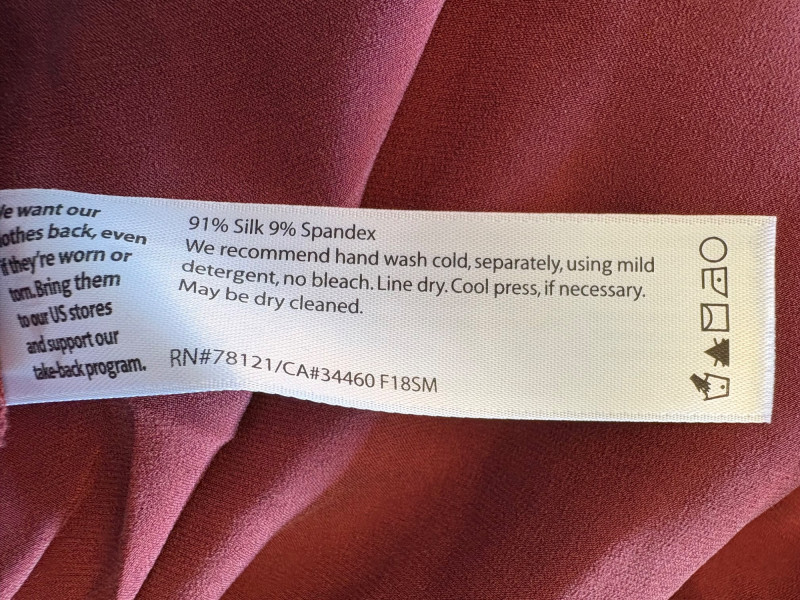 We want our
clothes back, even
if they're worn or
torn. Bring them
to our US stores
and support our
take-back program.
91% Silk 9% Spandex
We recommend hand wash cold, separately, using mild
detergent, no bleach. Line dry. Cool press, if necessary.
May be dry cleaned.
RN#78121/CA#34460 F18SM